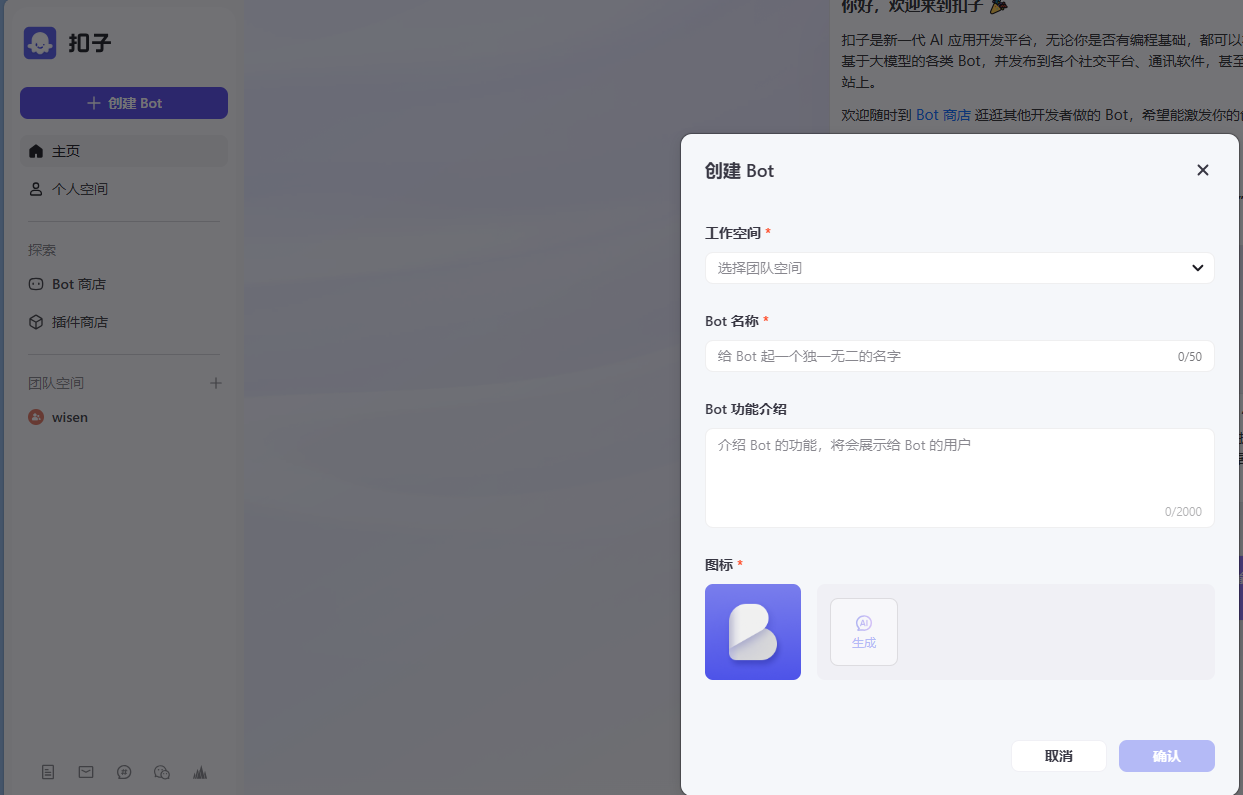 扣子
创建 Bot
主页
个人空间
探索
Bot 商店
插件商店
团队空间
wisen
你好，欢迎来到扣子
扣子是新一代 AI 应用开发平台，无论你是否有编程基础，都可以
基于大模型的各类 Bot，并发布到各个社交平台、通讯软件，甚至
站上。
欢迎随时到 Bot 商店 逛逛其他开发者做的 Bot，希望能激发你的
创建 Bot
工作空间 *
选择团队空间
Bot 名称 *
给 Bot 起一个独一无二的名字 0/50
Bot 功能介绍
介绍 Bot 的功能，将会展示给 Bot 的用户
0/2000
图标 *
AI
生成
取消 确认